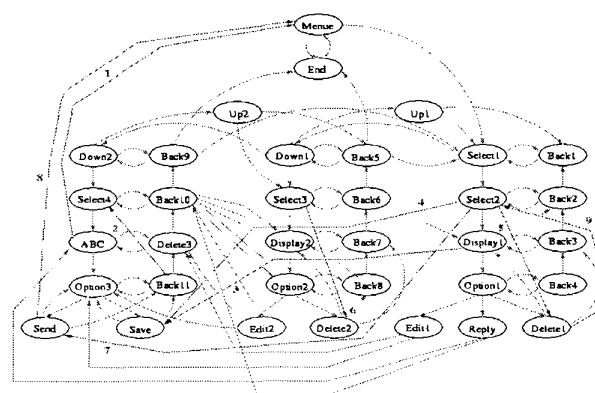 Menue
1
End
Up2
Up1
Down2
Back9
Down1
Back5
Select1
Back1
8
Select4
Back10
Select3
Back6
4
Select2
Back2
ABC
2
Delete3
Display2
Back7
Display1
5
Back3
9
Option3
Back11
3
Option2
Back8
Option1
Back4
Send
Save
Edit2
6
Delete2
Edit1
Reply
Delete1
7